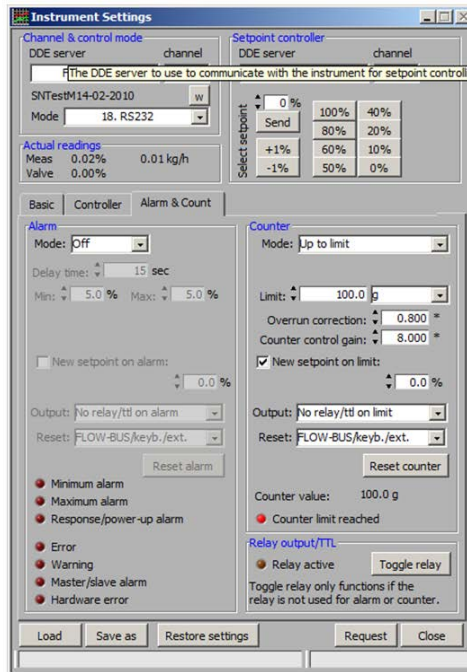 Instrument Settings
Channel & control mode
DDE server channel
F
The DDE server to use to communicate with the instrument for setpoint controll
SNTestM14-02-2010 w
Mode 18. RS232
Setpoint controller
DDE server channel
Select setpoint
0 %
Send
+1%
-1%
100% 40%
80% 20%
60% 10%
50% 0%
Actual readings
Meas 0.02% 0.01 kg/h
Valve 0.00%
Basic Controller Alarm & Count
Alarm
Mode: Off
Delay time: 15 sec
Min: 5.0 % Max: 5.0 %
New setpoint on alarm:
0.0 %
Output: No relay/ttl on alarm
Reset: FLOW-BUS/keyb./ext.
Reset alarm
Minimum alarm
Maximum alarm
Response/power-up alarm
Error
Warning
Master/slave alarm
Hardware error
Counter
Mode: Up to limit
Limit: 100.0 g
Overrun correction: 0.800 *
Counter control gain: 8.000 *
New setpoint on limit:
0.0 %
Output: No relay/ttl on limit
Reset: FLOW-BUS/keyb./ext.
Reset counter
Counter value: 100.0 g
Counter limit reached
Relay output/TTL
Relay active Toggle relay
Toggle relay only functions if the
relay is not used for alarm or counter.
Load Save as Restore settings Request Close